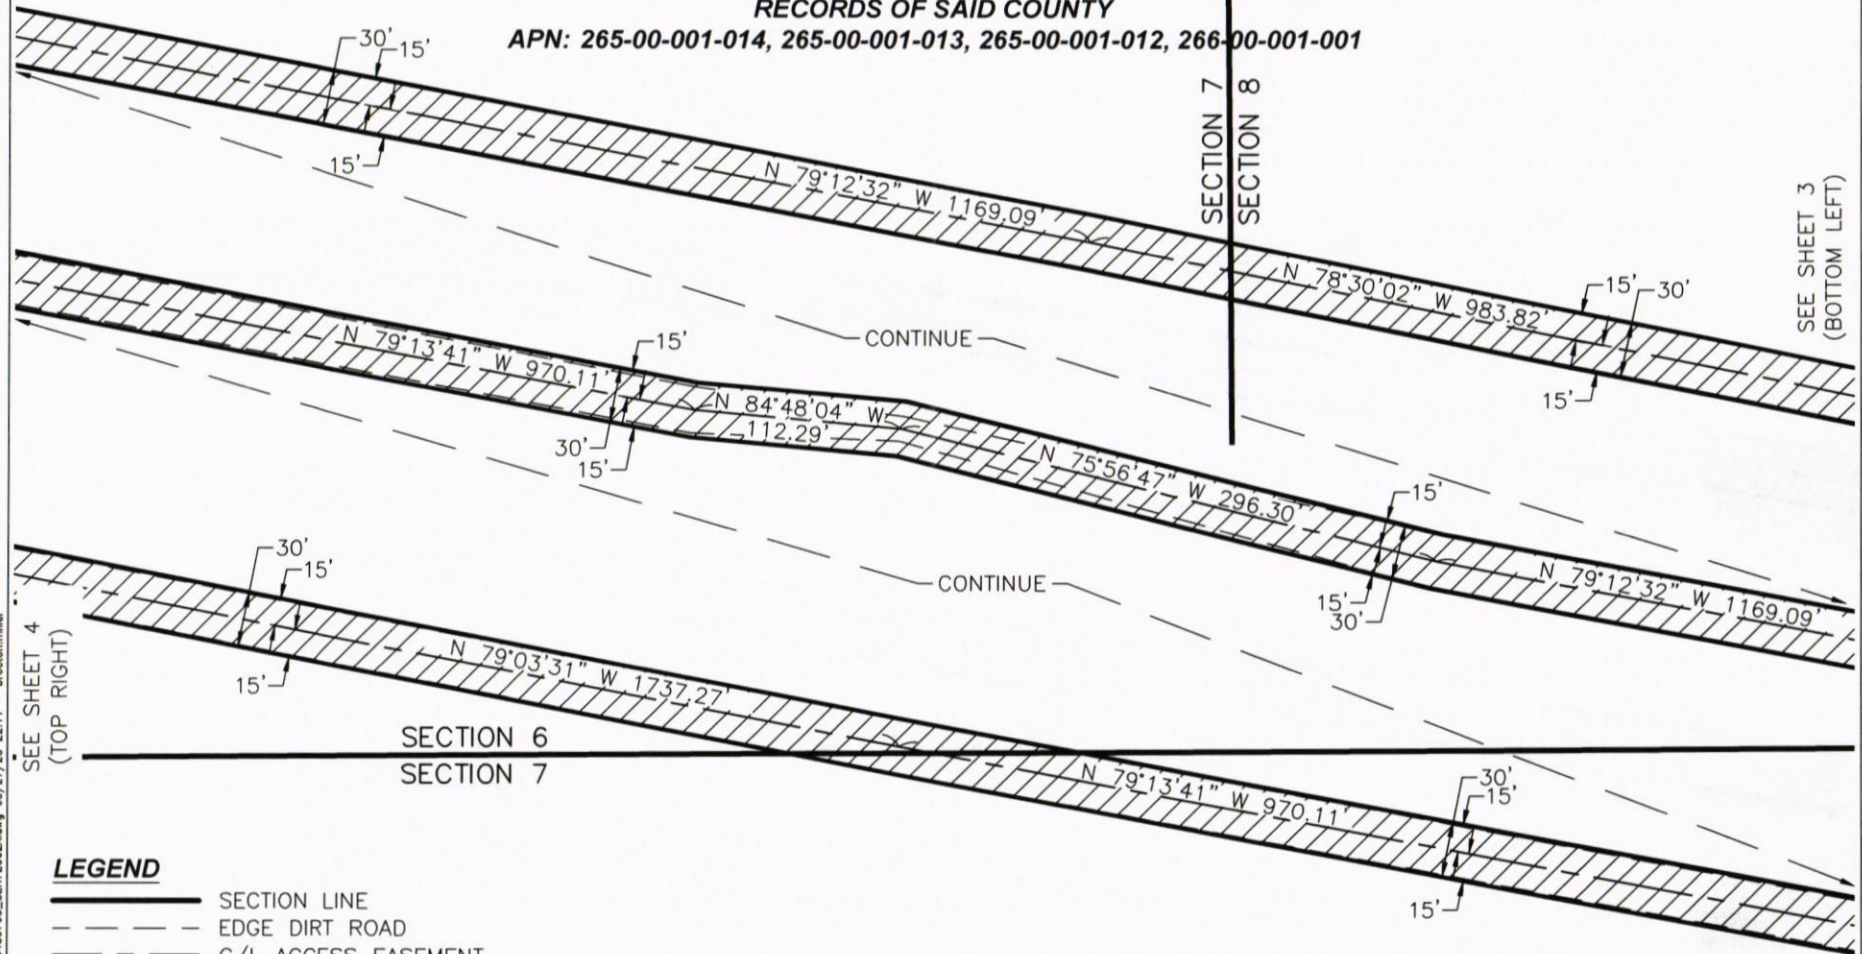 RECORDS OF SAID COUNTY
APN: 265-00-001-014, 265-00-001-013, 265-00-001-012, 266-00-001-001
30'
15'
15'
N 79°12'32" W 1169.09'
SECTION 7
SECTION 8
N 78°30'02" W 983.82'
15'
30'
15'
SEE SHEET 3
(BOTTOM LEFT)
CONTINUE
N 79°13'41" W 970.11'
15'
30'
15'
N 84°48'04" W
112.29'
N 75°56'47" W 296.30'
15'
15'
30'
N 79°12'32" W 1169.09'
CONTINUE
30'
15'
15'
SEE SHEET 4
(TOP RIGHT)
N 79°03'31" W 1737.27'
SECTION 6
SECTION 7
N 79°13'41" W 970.11'
30'
15'
15'
LEGEND
SECTION LINE
EDGE DIRT ROAD
C/L ACCESS EASEMENT